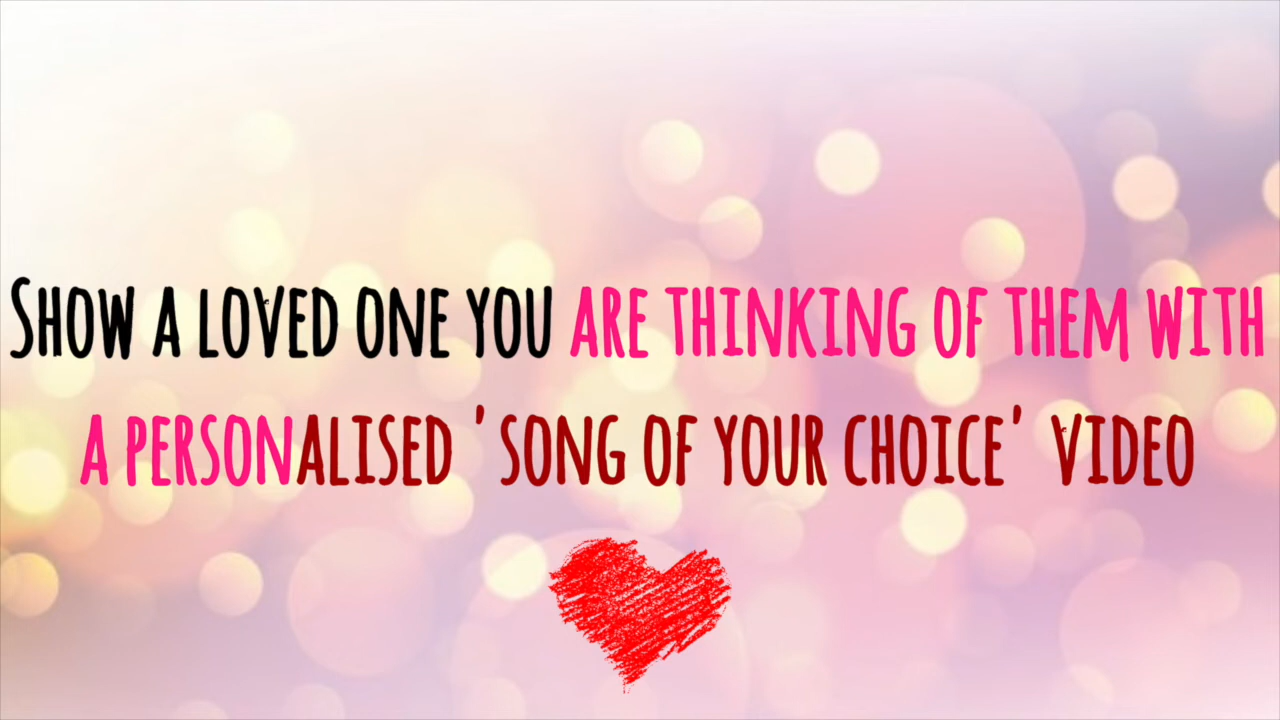 Show a loved one you are thinking of them with
a personalised 'song of your choice' video